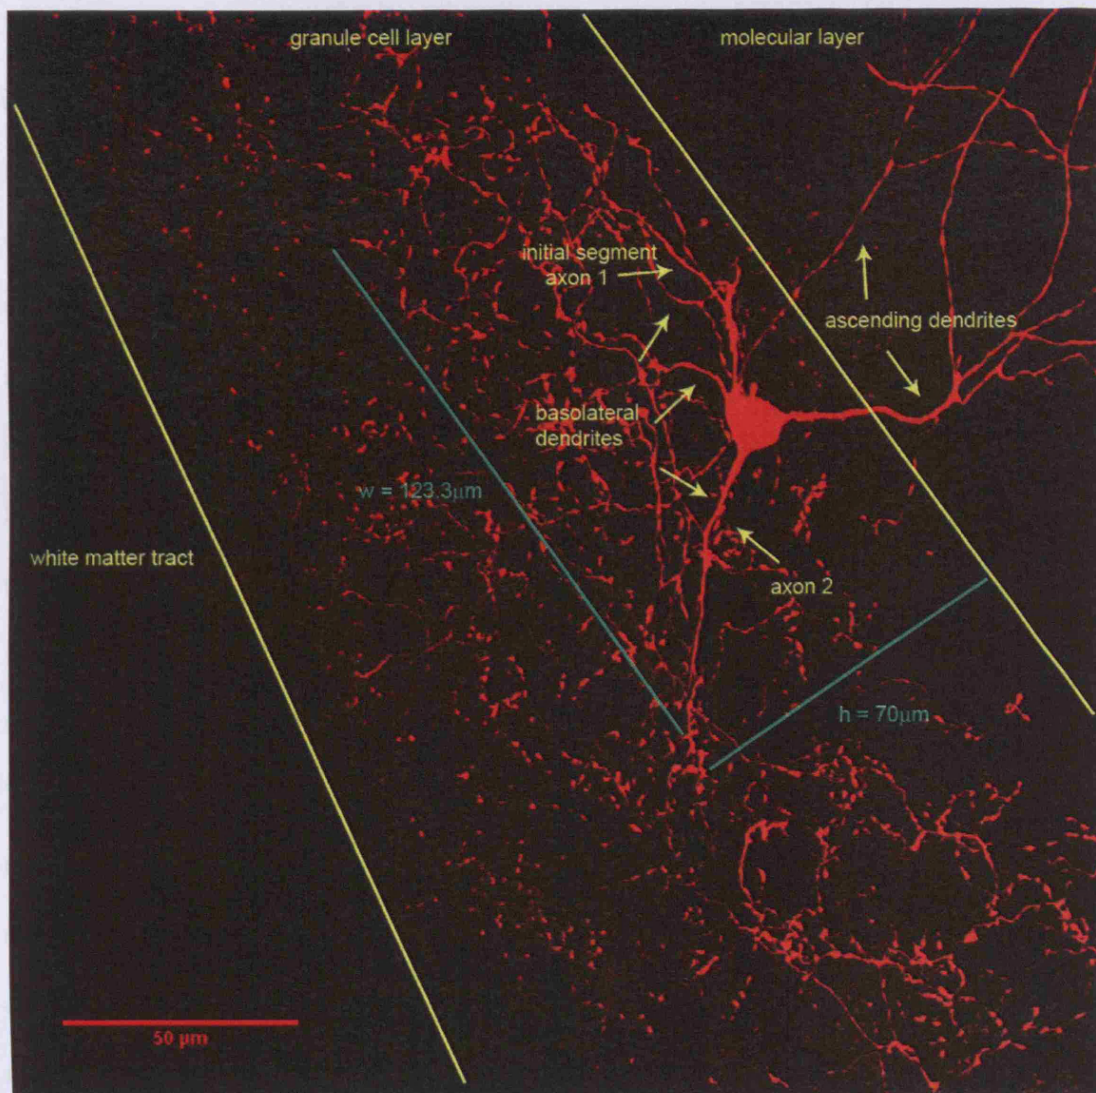 granule cell layer
molecular layer
initial segment
axon 1
ascending dendrites
basolateral
dendrites
w = 123.3µm
white matter tract
axon 2
h = 70µm
50 µm